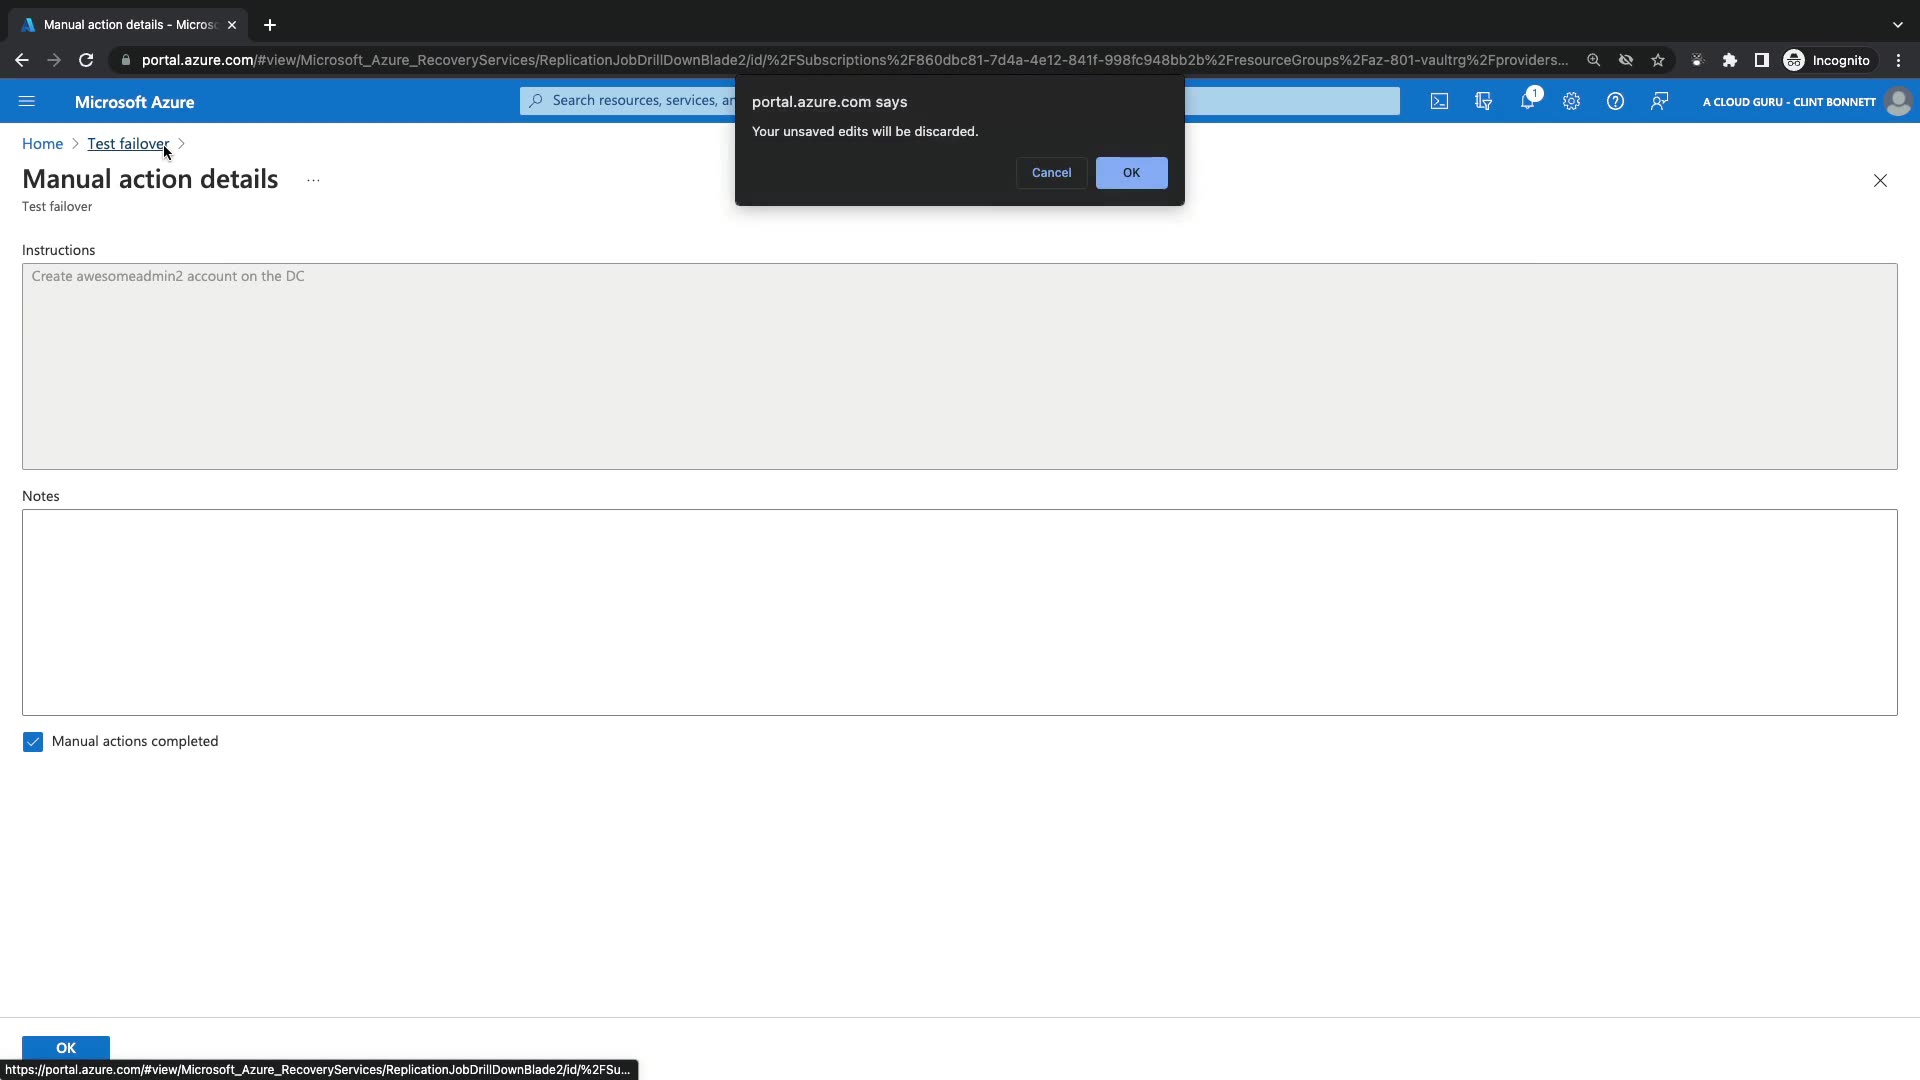 Manual action details - Micros
portal.azure.com/#view/Microsoft_Azure_RecoveryServices/ReplicationJobDrillDownBlade2/id/%2FSubscriptions%2F860dbc81-7d4a-4e12-841f-998fc948bb2b%2FresourceGroups%2Faz-801-vaultrg%2Fproviders...
Incognito
Microsoft Azure
Search resources, services, an
1
A CLOUD GURU - CLINT BONNETT
portal.azure.com says
Your unsaved edits will be discarded.
Cancel
OK
Home > Test failover >
Manual action details ...
Test failover
Instructions
Create awesomeadmin2 account on the DC
Notes
Manual actions completed
OK
https://portal.azure.com/#view/Microsoft_Azure_RecoveryServices/ReplicationJobDrillDownBlade2/id/%2FSu...